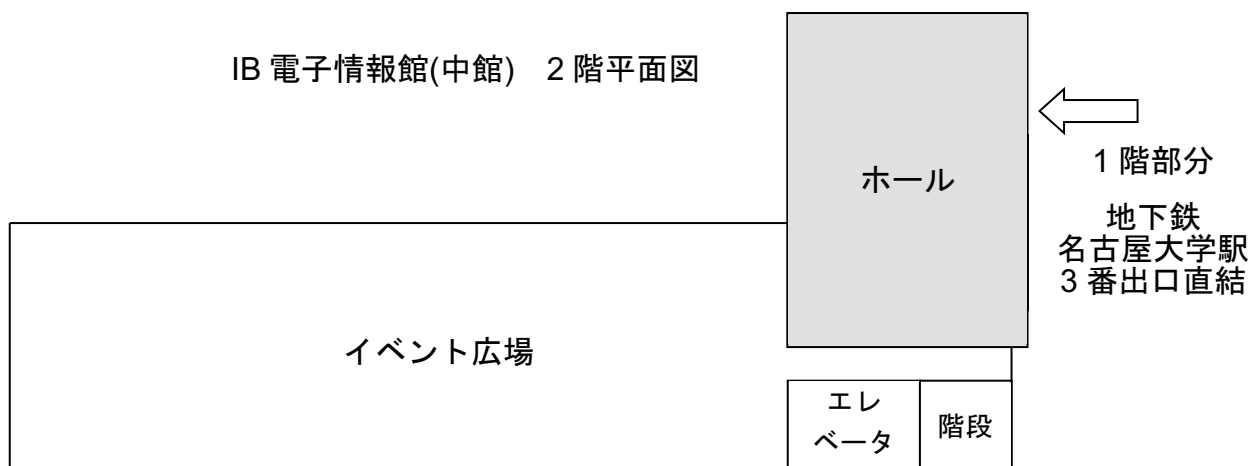 IB 電子情報館(中館)　2 階平面図
ホール
1 階部分
地下鉄
名古屋大学駅
3 番出口直結
イベント広場
エレ
ベータ
階段